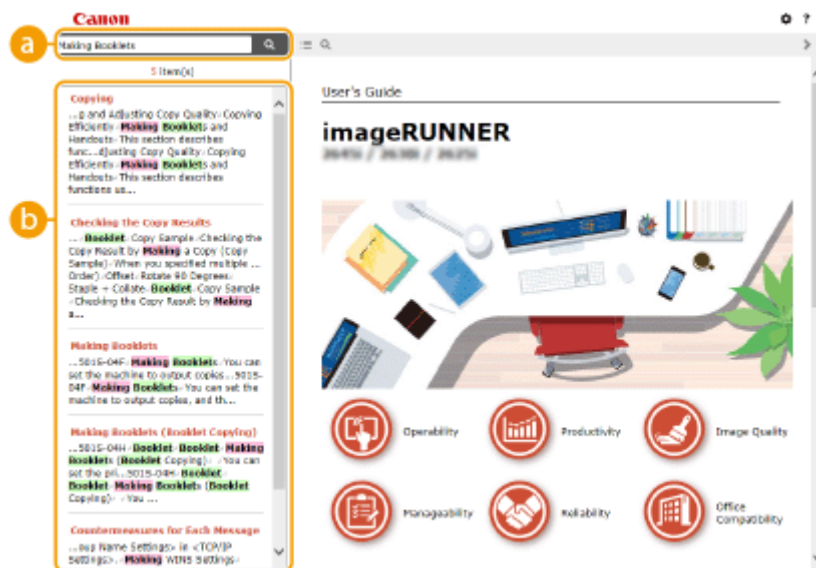 Canon
?
a
Making Booklets
5 item(s)
Copying
...p and Adjusting Copy Quality Copying
Efficiently Making Booklets and
Handouts This section describes
func...djusting Copy Quality Copying
Efficiently Making Booklets and
Handouts This section describes
functions us...
b
Checking the Copy Results
... Booklet Copy Sample Checking the
Copy Result by Making a Copy (Copy
Sample) When you specified multiple ...
Order) Offset Rotate 90 Degrees
Staple + Collate Booklet Copy Sample
Checking the Copy Result by Making
a...
Making Booklets
...5015-04F Making Booklets You can
set the machine to output copies...5015-
04F Making Booklets You can set the
machine to output copies, and th...
Making Booklets (Booklet Copying)
...5015-04H Booklet Booklet Making
Booklets (Booklet Copying) You can
set the pri...5015-04H Booklet
Booklet Making Booklets (Booklet
Copying) You ...
Countermeasures for Each Message
...oup Name Settings> in <TCP/IP
Settings>. Making WINS Settings
User's Guide
imageRUNNER
Operability
Productivity
Image Quality
Manageability
Reliability
Office
Compatibility